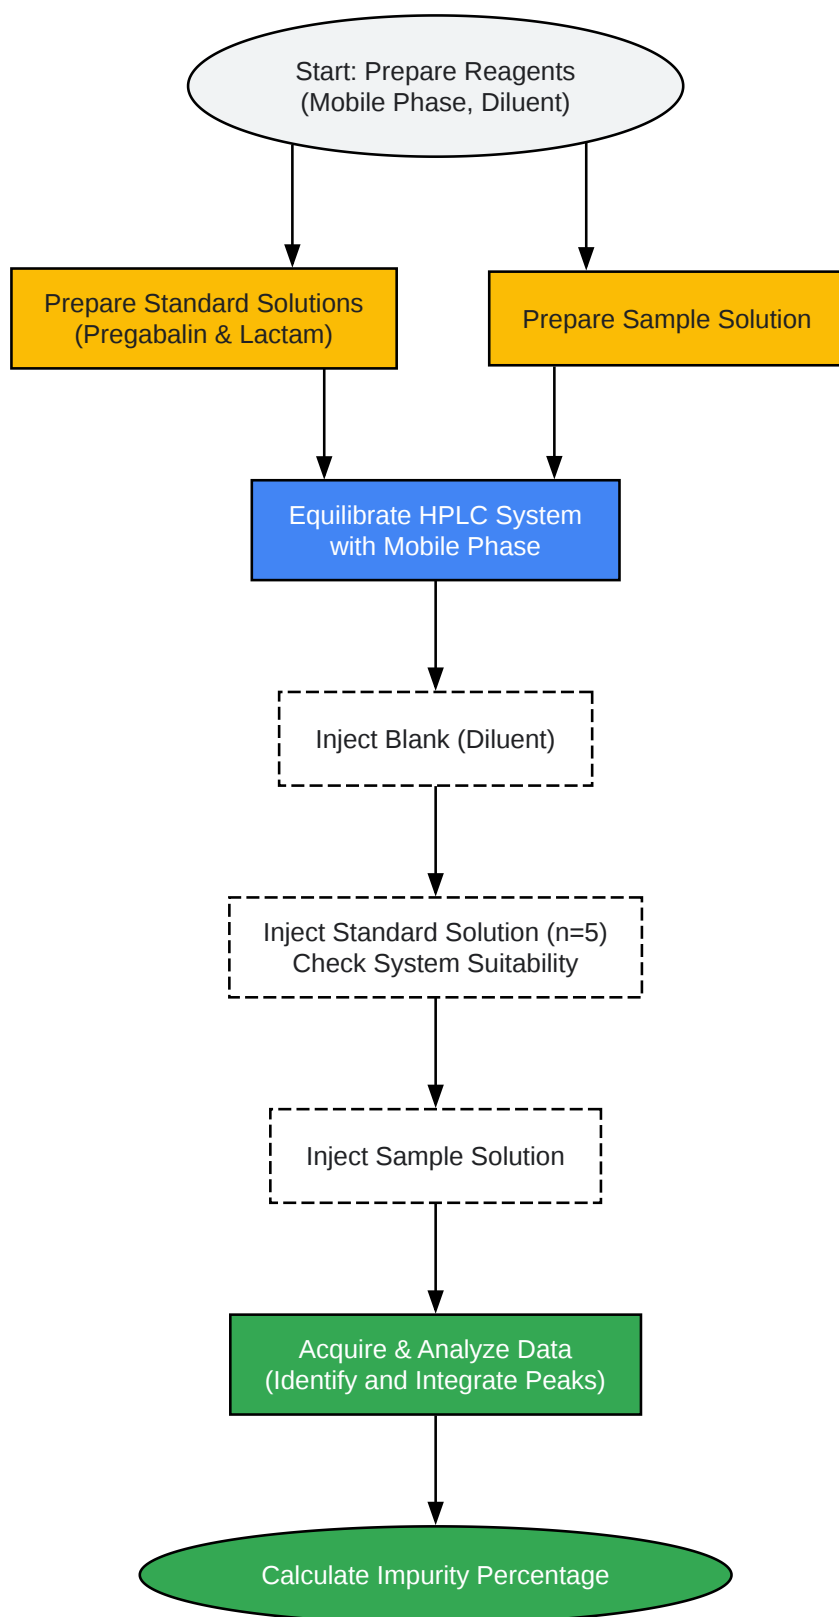 Start: Prepare Reagents
(Mobile Phase, Diluent)
Prepare Standard Solutions
(Pregabalin & Lactam)
Prepare Sample Solution
Equilibrate HPLC System
with Mobile Phase
Inject Blank (Diluent)
Inject Standard Solution (n=5)
Check System Suitability
Inject Sample Solution
Acquire & Analyze Data
(Identify and Integrate Peaks)
Calculate Impurity Percentage